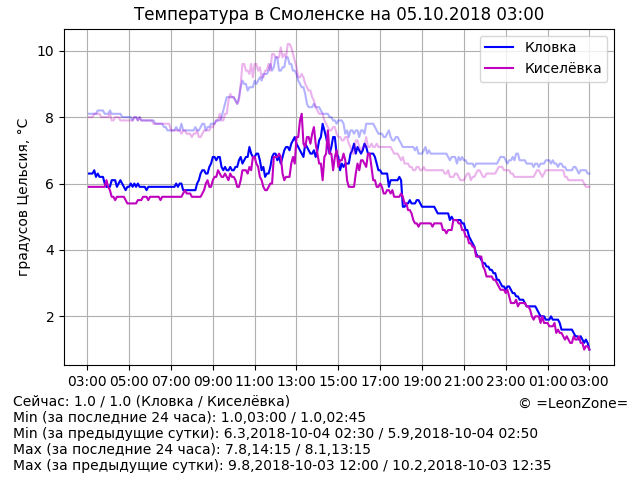 Температура в Смоленске на 05.10.2018 03:00
градусов Цельсия, °C
10
8
6
4
2
Кловка
Киселёвка
03:00 05:00 07:00 09:00 11:00 13:00 15:00 17:00 19:00 21:00 23:00 01:00 03:00
Сейчас: 1.0 / 1.0 (Кловка / Киселёвка)
© =LeonZone=
Min (за последние 24 часа): 1.0,03:00 / 1.0,02:45
Min (за предыдущие сутки): 6.3,2018-10-04 02:30 / 5.9,2018-10-04 02:50
Max (за последние 24 часа): 7.8,14:15 / 8.1,13:15
Max (за предыдущие сутки): 9.8,2018-10-03 12:00 / 10.2,2018-10-03 12:35